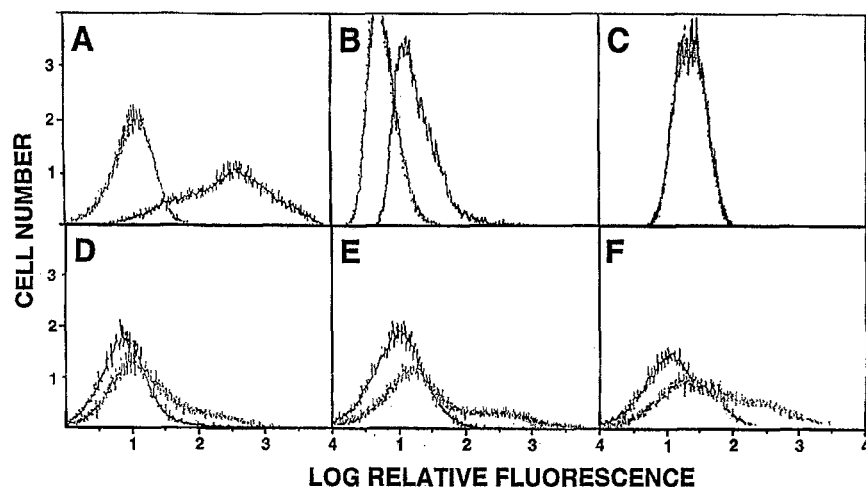 A B C
3
2
1
D E F
3
2
1
1 2 3 4 1 2 3 4 1 2 3 4
CELL NUMBER
LOG RELATIVE FLUORESCENCE